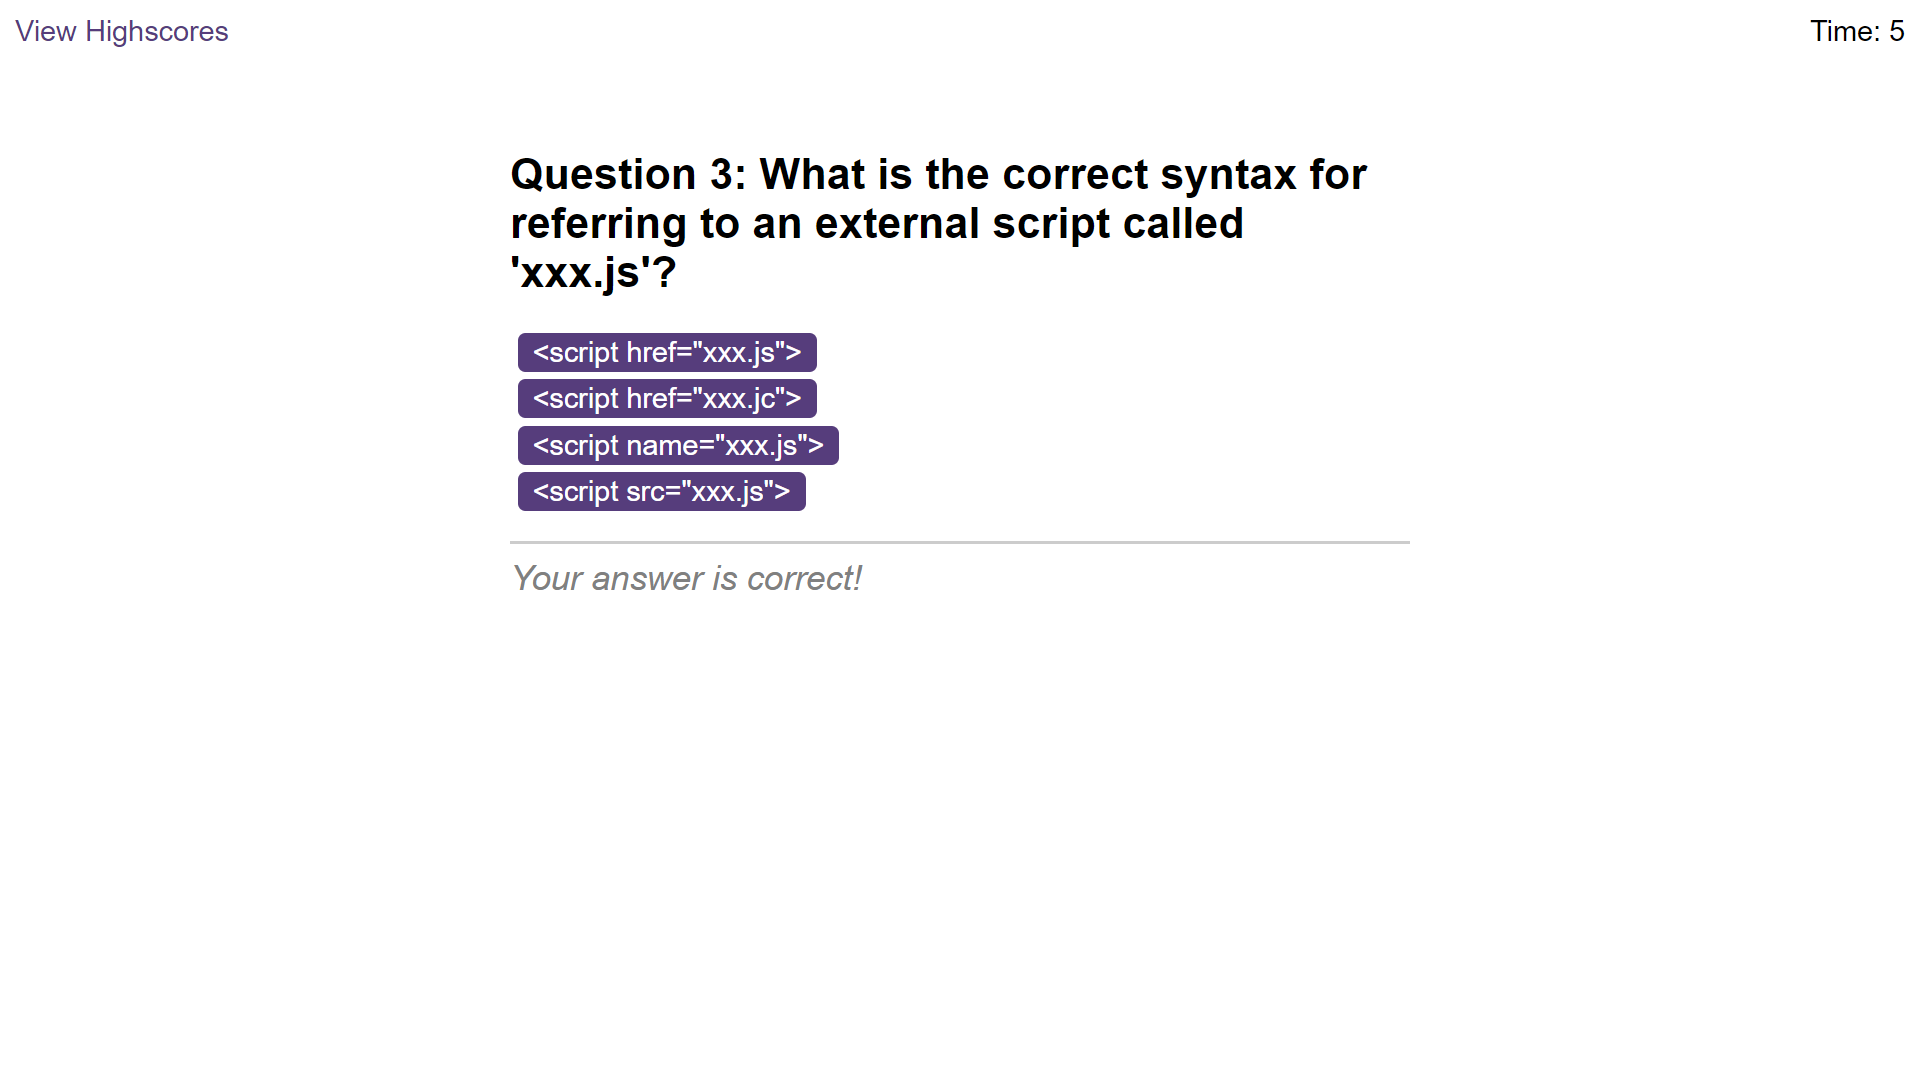 View Highscores
Time: 5
Question 3: What is the correct syntax for
referring to an external script called
'xxx.js'?
<script href="xxx.js">
<script href="xxx.jc">
<script name="xxx.js">
<script src="xxx.js">
Your answer is correct!